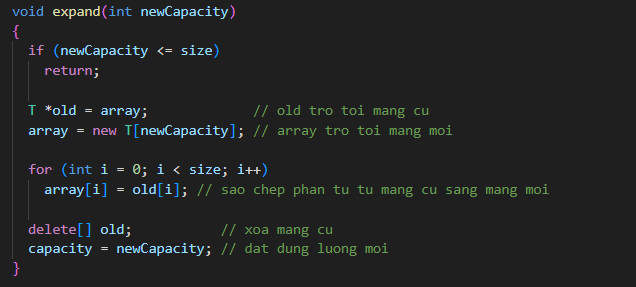 void expand(int newCapacity)
{
  if (newCapacity <= size)
    return;

  T *old = array;             // old tro toi mang cu
  array = new T[newCapacity]; // array tro toi mang moi

  for (int i = 0; i < size; i++)
    array[i] = old[i]; // sao chep phan tu tu mang cu sang mang moi

  delete[] old;           // xoa mang cu
  capacity = newCapacity; // dat dung luong moi
}